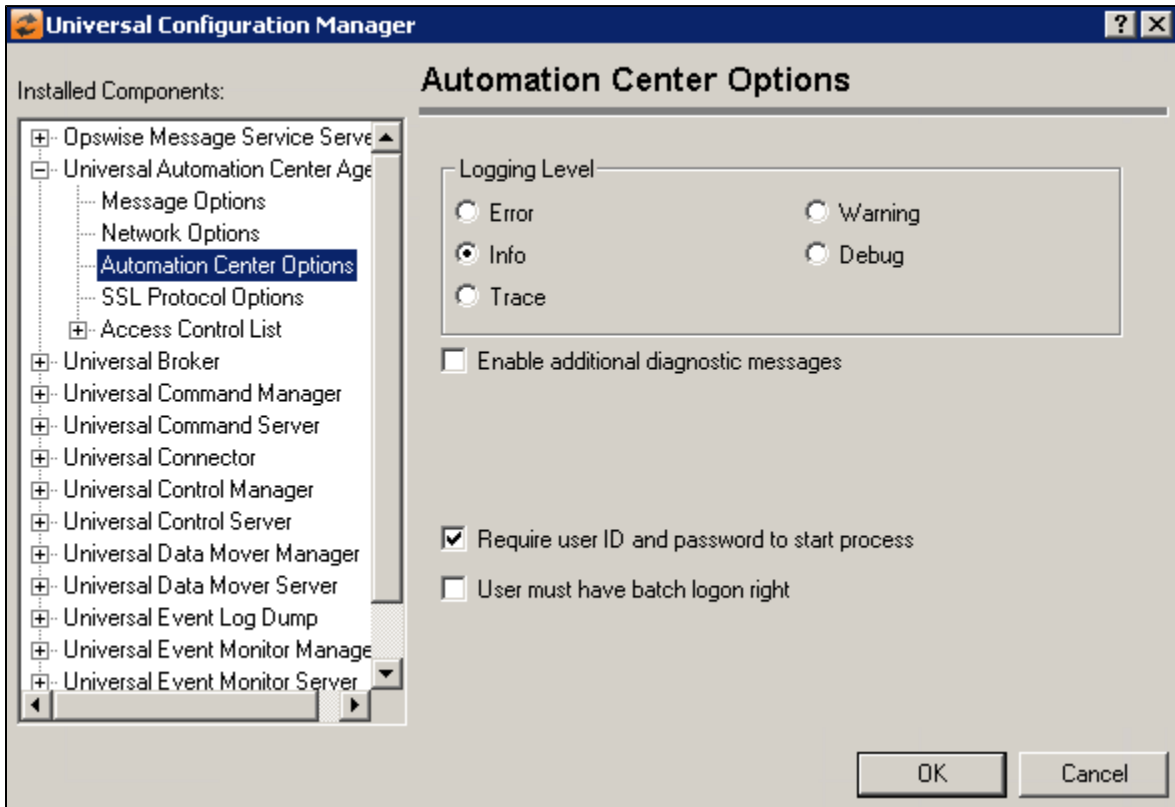 Universal Configuration Manager
Installed Components:
Opswise Message Service Serve
Universal Automation Center Age
Message Options
Network Options
Automation Center Options
SSL Protocol Options
Access Control List
Universal Broker
Universal Command Manager
Universal Command Server
Universal Connector
Universal Control Manager
Universal Control Server
Universal Data Mover Manager
Universal Data Mover Server
Universal Event Log Dump
Universal Event Monitor Manage
Universal Event Monitor Server
Automation Center Options
Logging Level
Error Warning
Info Debug
Trace
Enable additional diagnostic messages
Require user ID and password to start process
User must have batch logon right
OK Cancel